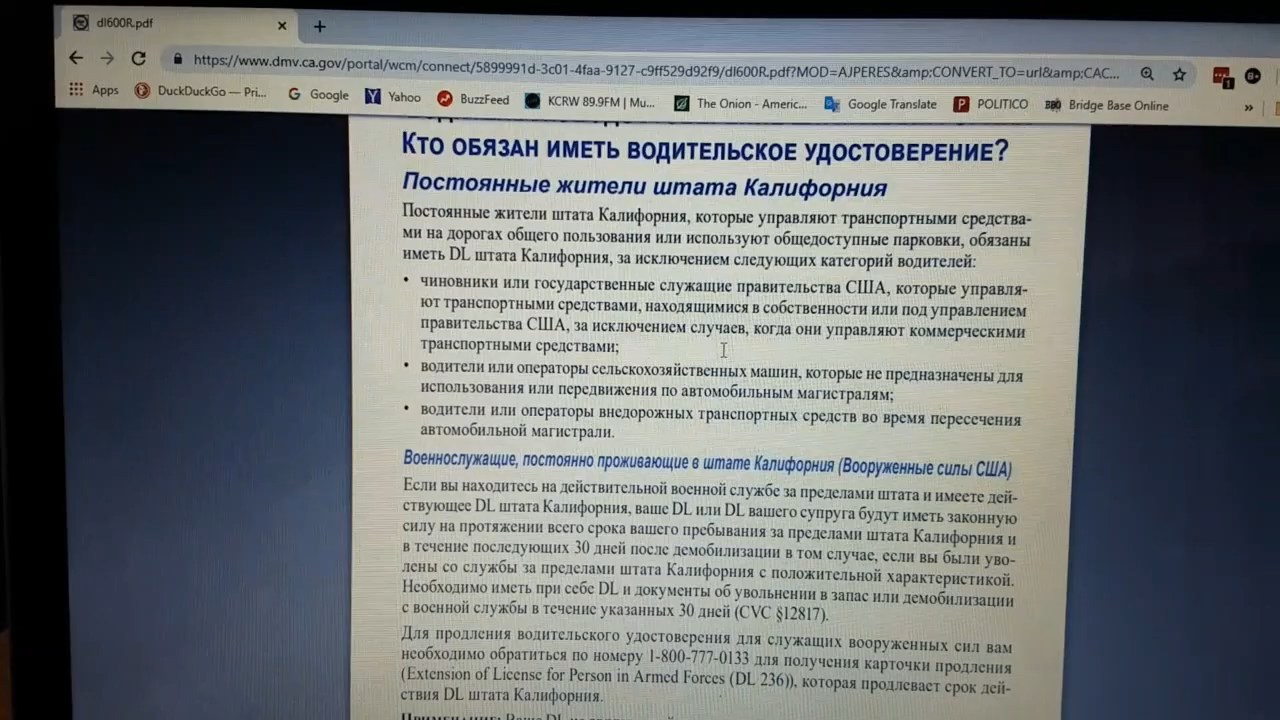 dl600R.pdf
https://www.dmv.ca.gov/portal/wcm/connect/5899991d-3c01-4faa-9127-c9ff529d92f9/dl600R.pdf?MOD=AJPERES&amp;CONVERT_TO=url&amp;CAC...
Apps DuckDuckGo — Pri... Google Yahoo BuzzFeed KCRW 89.9FM | Mu... The Onion - Americ... Google Translate POLITICO Bridge Base Online »
КТО ОБЯЗАН ИМЕТЬ ВОДИТЕЛЬСКОЕ УДОСТОВЕРЕНИЕ?
Постоянные жители штата Калифорния
Постоянные жители штата Калифорния, которые управляют транспортными средства-
ми на дорогах общего пользования или используют общедоступные парковки, обязаны
иметь DL штата Калифорния, за исключением следующих категорий водителей:
• чиновники или государственные служащие правительства США, которые управля-
ют транспортными средствами, находящимися в собственности или под управлением
правительства США, за исключением случаев, когда они управляют коммерческими
транспортными средствами;
• водители или операторы сельскохозяйственных машин, которые не предназначены для
использования или передвижения по автомобильным магистралям;
• водители или операторы внедорожных транспортных средств во время пересечения
автомобильной магистрали.
Военнослужащие, постоянно проживающие в штате Калифорния (Вооруженные силы США)
Если вы находитесь на действительной военной службе за пределами штата и имеете дей-
ствующее DL штата Калифорния, ваше DL или DL вашего супруга будут иметь законную
силу на протяжении всего срока вашего пребывания за пределами штата Калифорния и
в течение последующих 30 дней после демобилизации в том случае, если вы были уво-
лены со службы за пределами штата Калифорния с положительной характеристикой.
Необходимо иметь при себе DL и документы об увольнении в запас или демобилизации
с военной службы в течение указанных 30 дней (CVC §12817).
Для продления водительского удостоверения для служащих вооруженных сил вам
необходимо обратиться по номеру 1-800-777-0133 для получения карточки продления
(Extension of License for Person in Armed Forces (DL 236)), которая продлевает срок дей-
ствия DL штата Калифорния.